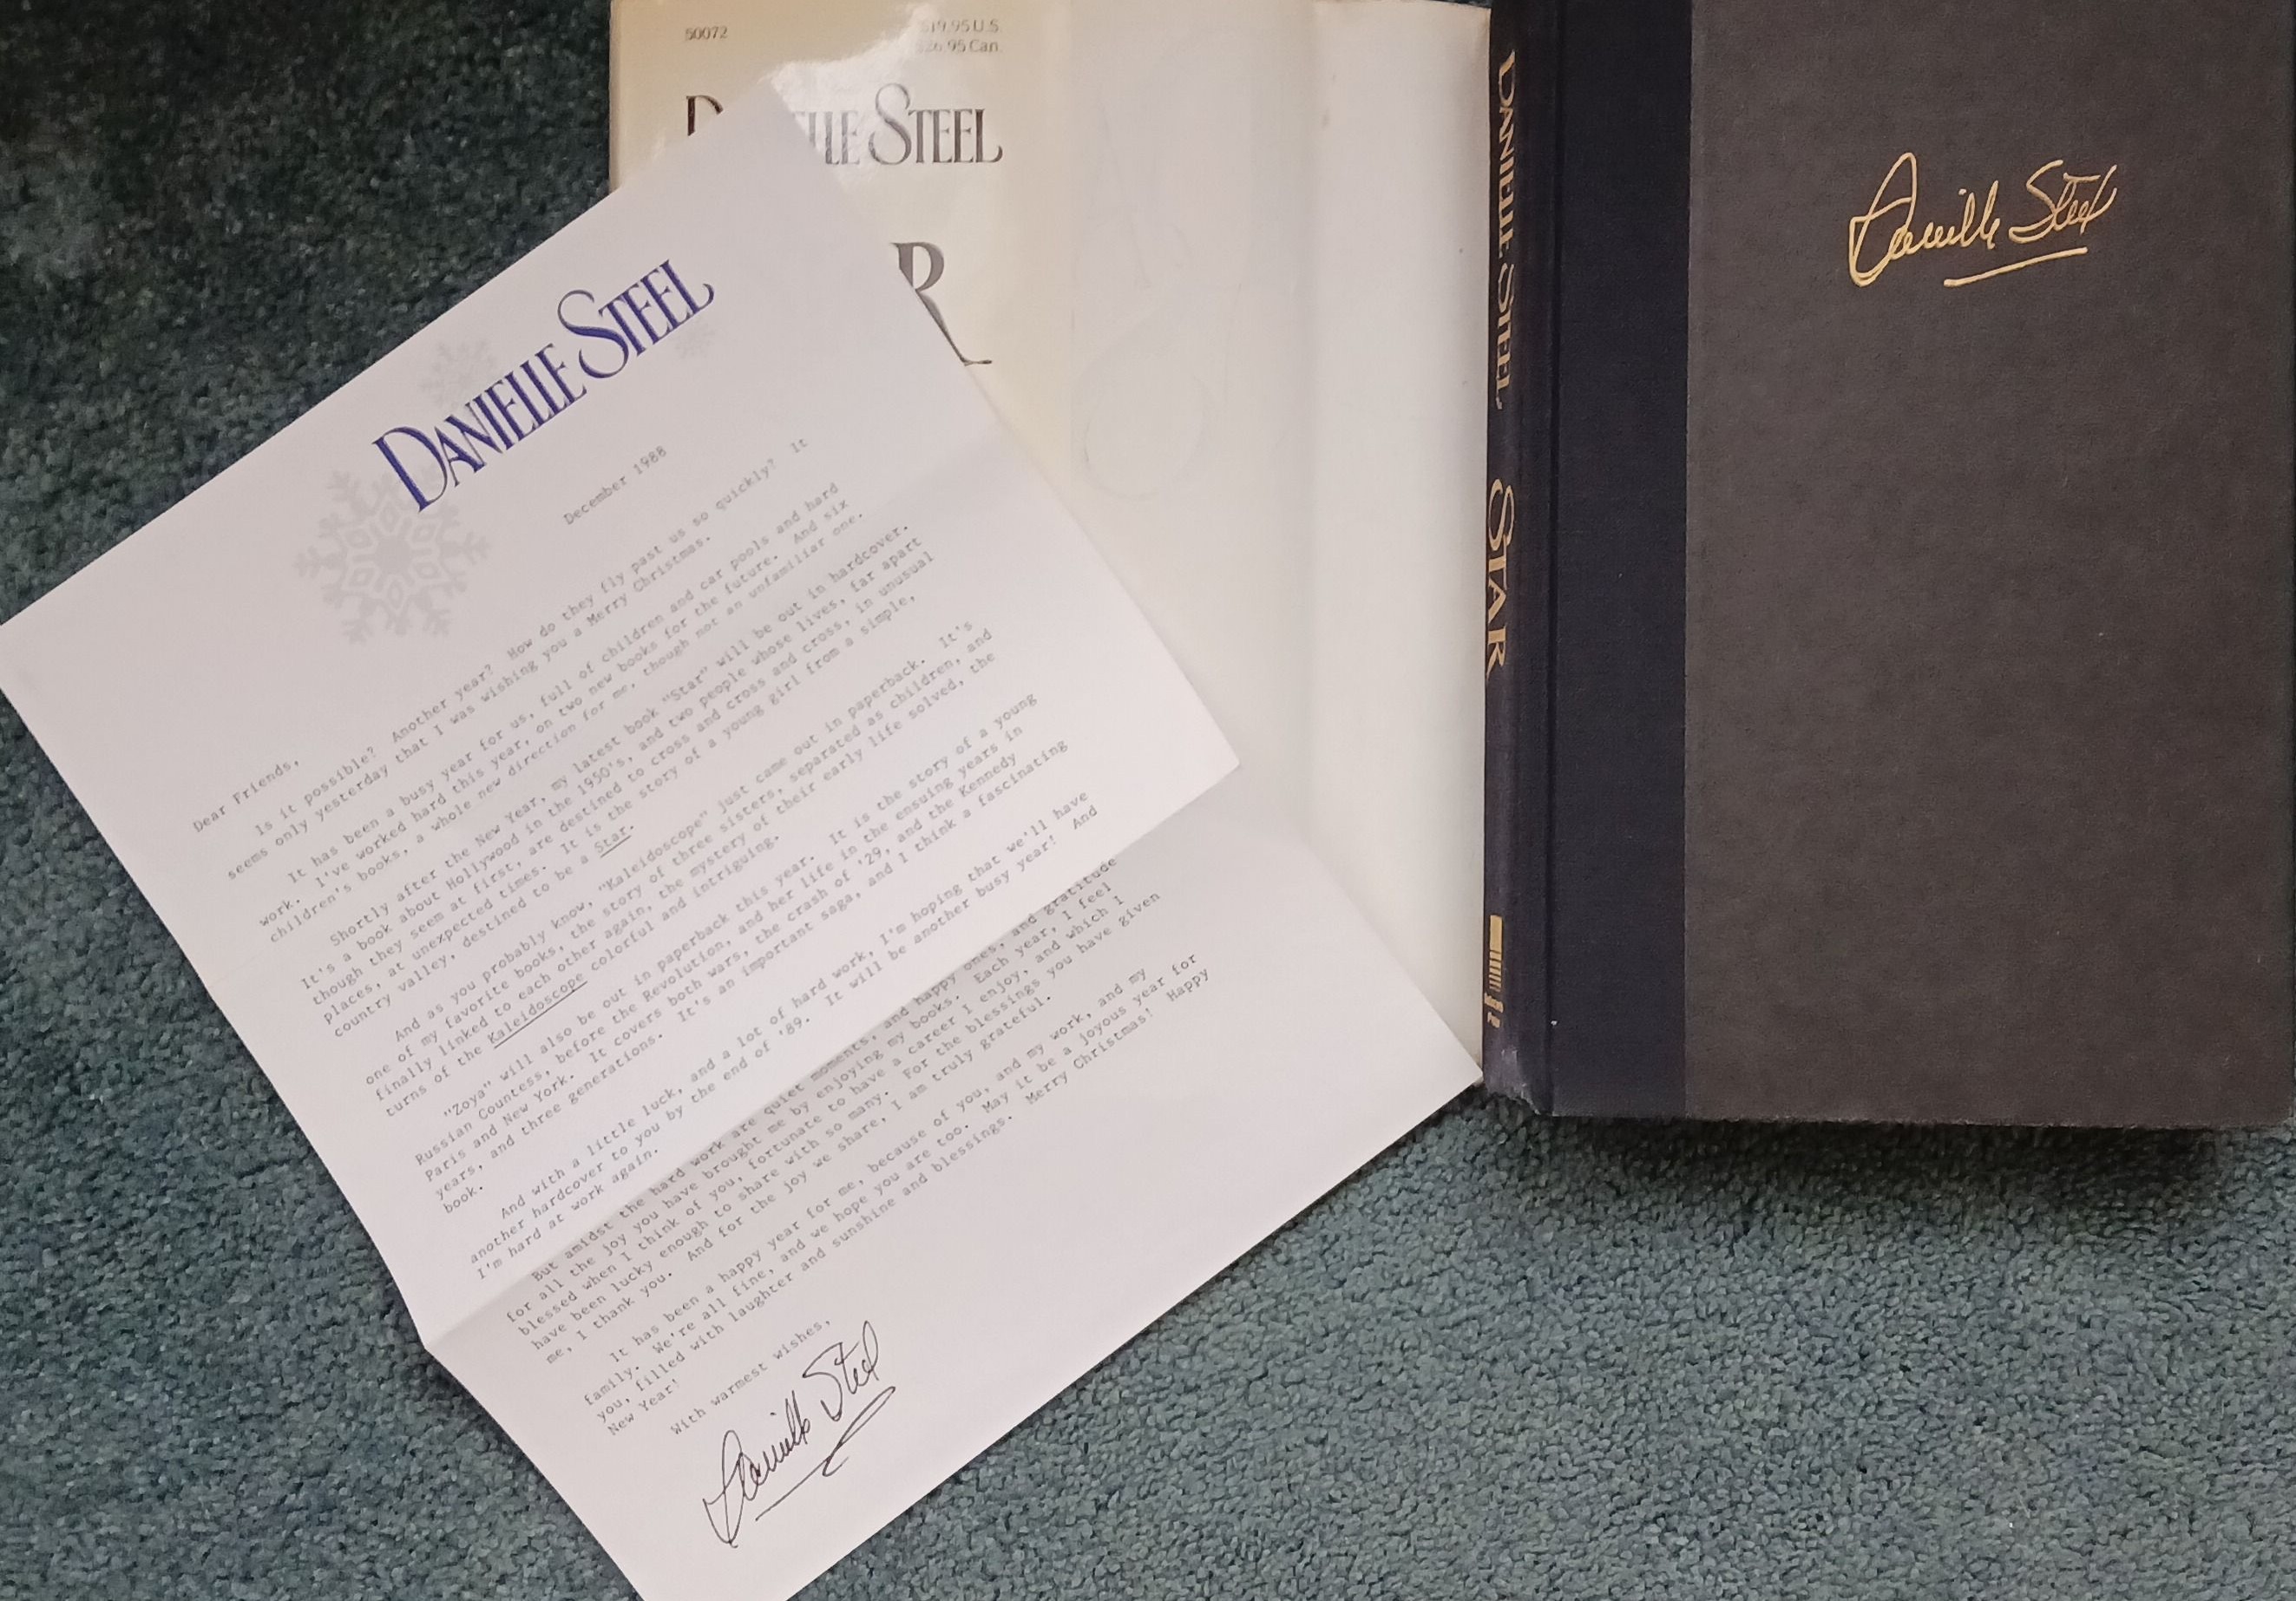 DANIELLE STEEL
December 1988
Dear Friends,
Is it possible? Another year? How do they fly past us so quickly? It
seems only yesterday that I was wishing you a Merry Christmas.
It has been a busy year for us, full of children and car pools and hard
work. I've worked hard this year, on two new books for the future. And six
children's books, a whole new direction for me, though not an unfamiliar one.
Shortly after the New Year, my latest book "Star" will be out in hardcover.
It's a book about Hollywood in the 1950's, and two people whose lives, far apart
though they seem at first, are destined to cross and cross and cross, in unusual
places, at unexpected times. It is the story of a young girl from a simple,
country valley, destined to be a Star.
And as you probably know, "Kaleidoscope" just came out in paperback. It's
one of my favorite books, the story of three sisters, separated as children, and
finally linked to each other again, the mystery of their early life solved, the
turns of the Kaleidoscope colorful and intriguing.
"Zoya" will also be out in paperback this year. It is the story of a young
Russian Countess, before the Revolution, and her life in the ensuing years in
Paris and New York. It covers both wars, the crash of '29, and the Kennedy
years, and three generations. It's an important saga, and I think a fascinating
book.
And with a little luck, and a lot of hard work, I'm hoping that we'll have
another hardcover to you by the end of '89. It will be another busy year! And
I'm hard at work again.
But amidst the hard work are quiet moments, and happy ones, and gratitude
for all the joy you have brought me by enjoying my books. Each year, I feel
blessed when I think of you, fortunate to have a career I enjoy, and which I
have been lucky enough to share with so many. For the blessings you have given
me, I thank you. And for the joy we share, I am truly grateful.
It has been a happy year for me, because of you, and my work, and my
family. We're all fine, and we hope you are too. May it be a joyous year for
you, filled with laughter and sunshine and blessings. Merry Christmas! Happy
New Year!
With warmest wishes,
Danielle Steel
50072
$19.95 U.S.
$26.95 Can.
STEEL
R
DANIELLE STEEL STAR
Danielle Steel